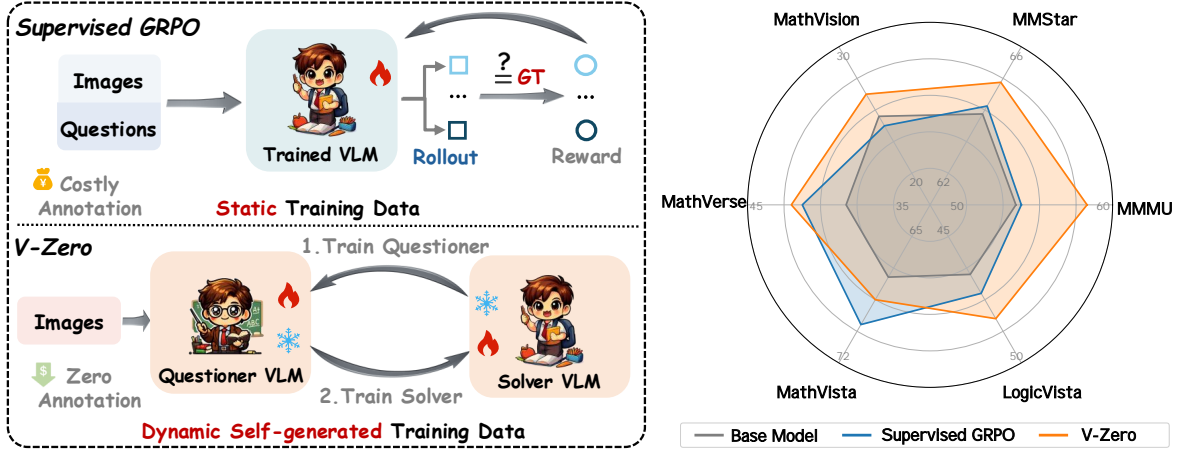 Supervised GRPO
Images
Questions
¥
Costly
Annotation
Trained VLM
Rollout
...
...
?
=
GT
...
Reward
Static Training Data
V-Zero
1.Train Questioner
Images
$
Zero
Annotation
A+
ABC
Questioner VLM
Solver VLM
2.Train Solver
Dynamic Self-generated Training Data
MathVision
MMStar
30
66
20
62
MathVerse
45
35
50
60
MMMU
65
45
72
50
MathVista
LogicVista
Base Model
Supervised GRPO
V-Zero